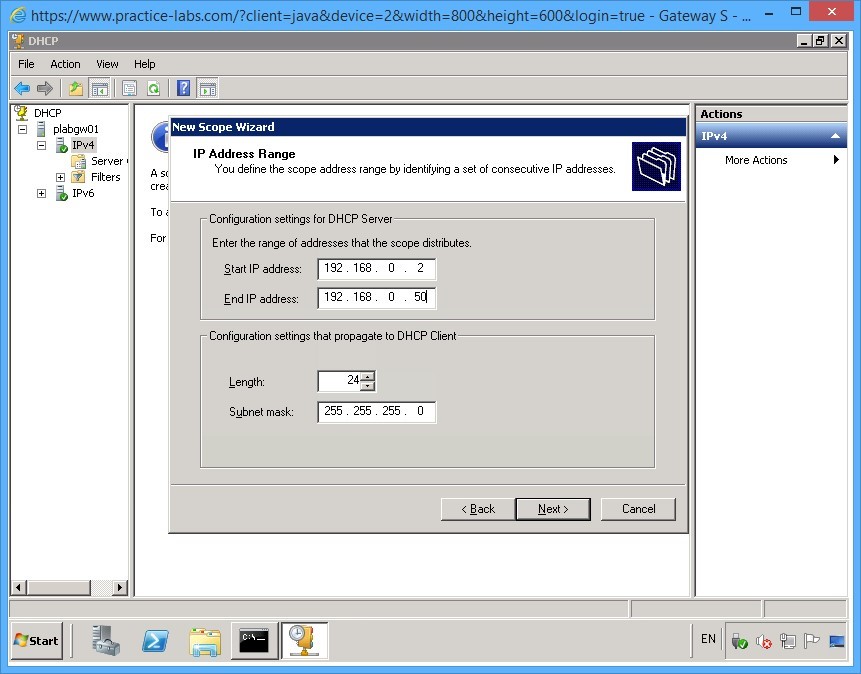 https://www.practice-labs.com/?client=java&device=2&width=800&height=600&login=true - Gateway S - ...
DHCP
File Action View Help
DHCP
plabgw01
IPv4
Server
Filters
IPv6
New Scope Wizard
IP Address Range
You define the scope address range by identifying a set of consecutive IP addresses.
A
To
For
Configuration settings for DHCP Server
Enter the range of addresses that the scope distributes.
Start IP address: 192 . 168 . 0 . 2
End IP address: 192 . 168 . 0 . 50
Configuration settings that propagate to DHCP Client
Length: 24
Subnet mask: 255 . 255 . 255 . 0
< Back Next > Cancel
Actions
IPv4
More Actions
Start
C:\_
EN